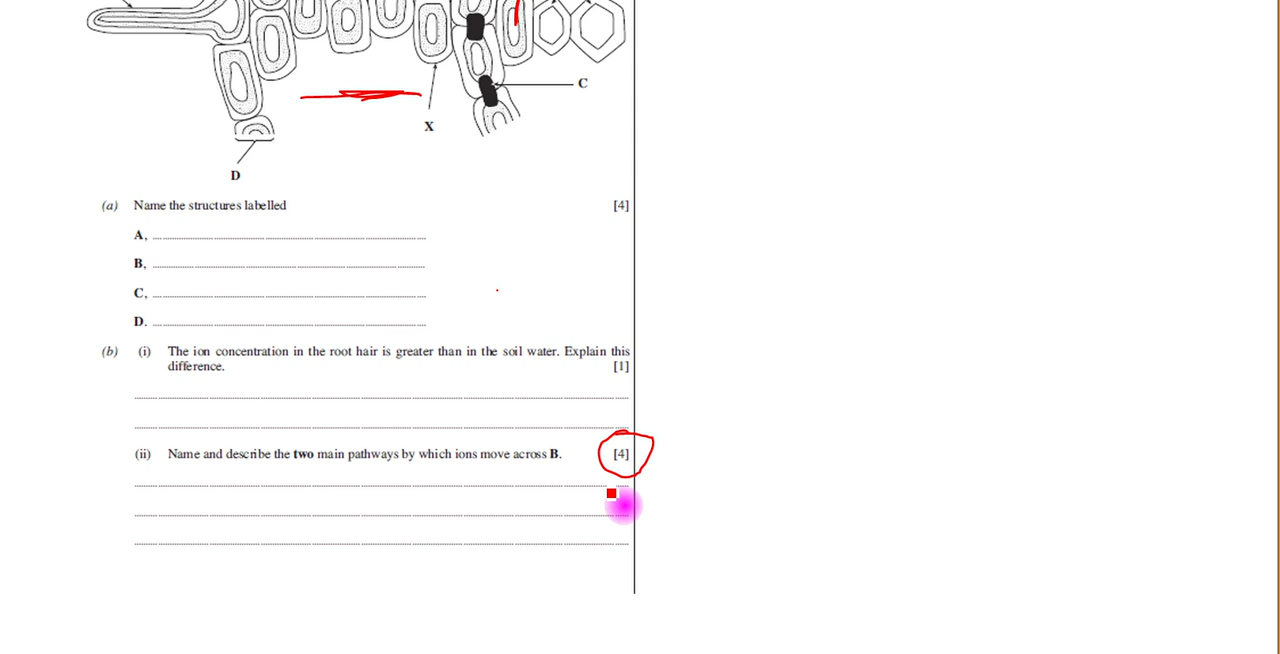 C
X
D
(a) Name the structures labelled [4]
A,
B,
C,
D.
(b) (i) The ion concentration in the root hair is greater than in the soil water. Explain this
difference. [1]
(ii) Name and describe the two main pathways by which ions move across B. [4]